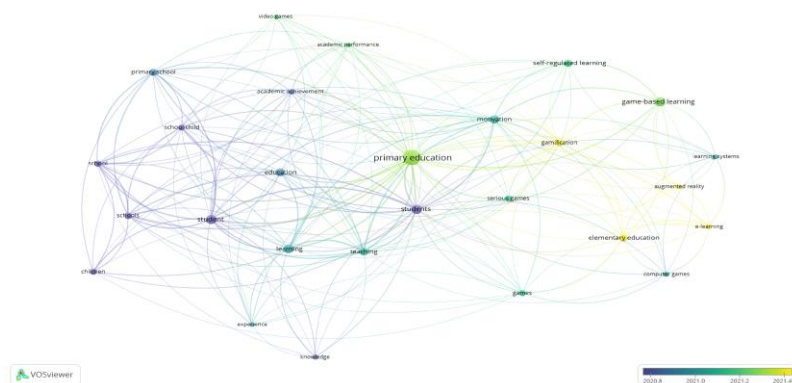 video games
academic performance
self-regulated learning
primary school
academic achievement
game-based learning
motivation
school child
gamification
primary education
learning systems
school
education
augmented reality
serious games
students
schools
student
e-learning
elementary education
learning
teaching
children
computer games
games
experience
knowledge
VOSviewer
2020.8 2021.0 2021.2 2021.4